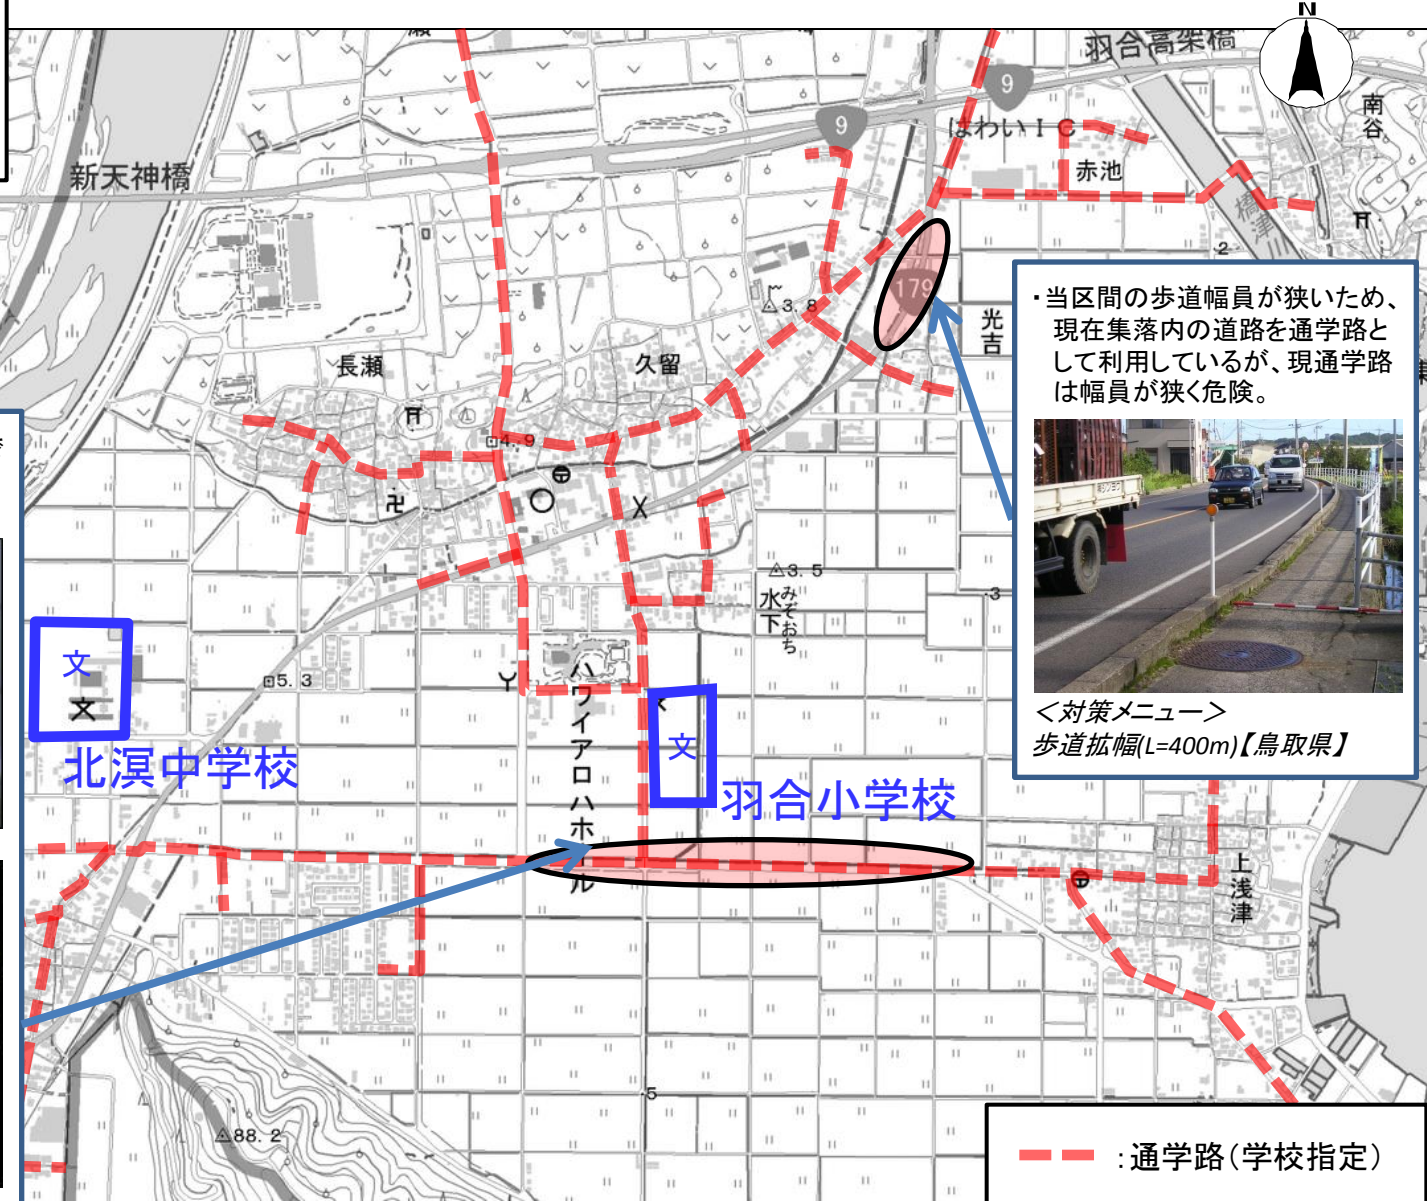 N
羽合高架橋
9
9
はわいIC
南谷
新天神橋
赤池
橋津川
2
3.8
179
光吉
・当区間の歩道幅員が狭いため、
現在集落内の道路を通学路と
して利用しているが、現通学路
は幅員が狭く危険。
長瀬
久留
4.9
3.5
水下
みぞおち
3
文
文
5.3
ハワイアロハホール
文
北溟中学校
羽合小学校
<対策メニュー>
歩道拡幅(L=400m)【鳥取県】
上浅津
5
88.2
:通学路(学校指定)